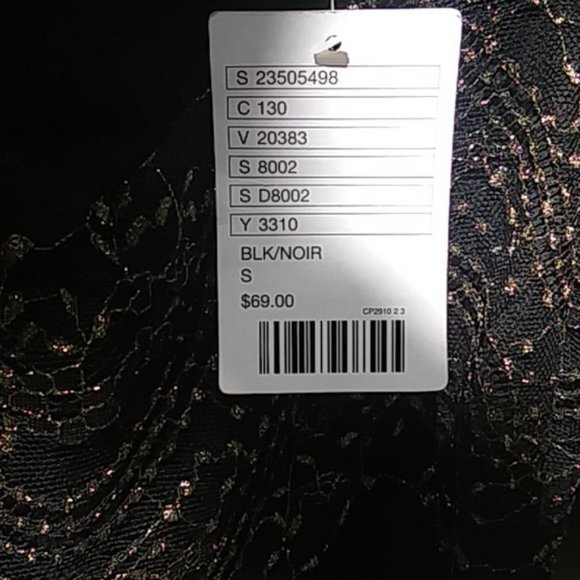 S 23505498
C 130
V 20383
S 8002
S D8002
Y 3310
BLK/NOIR
S
$69.00
CP2910 2 3